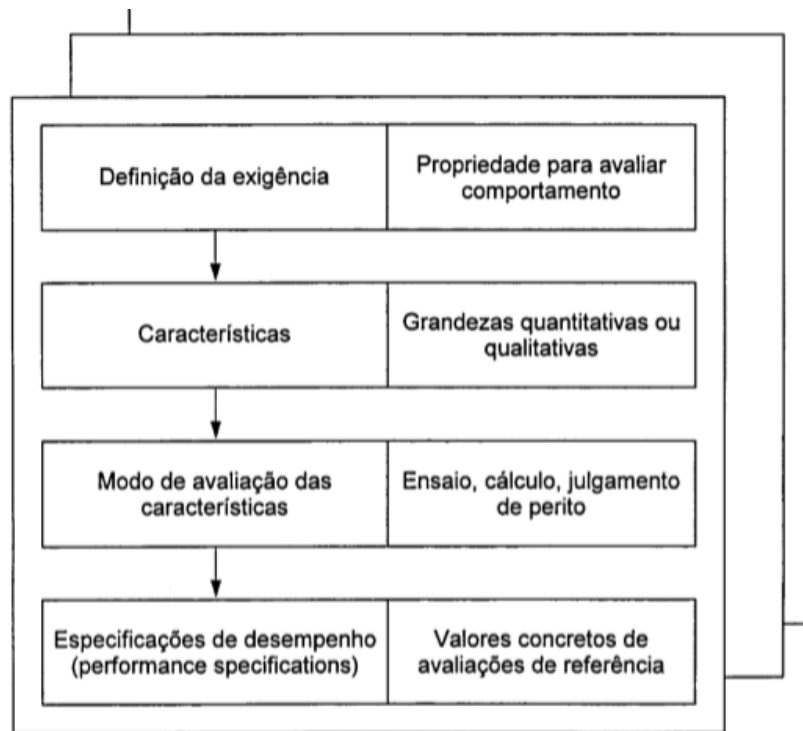 Definição da exigência
Propriedade para avaliar
comportamento
Características
Grandezas quantitativas ou
qualitativas
Modo de avaliação das
características
Ensaio, cálculo, julgamento
de perito
Especificações de desempenho
(performance specifications)
Valores concretos de
avaliações de referência